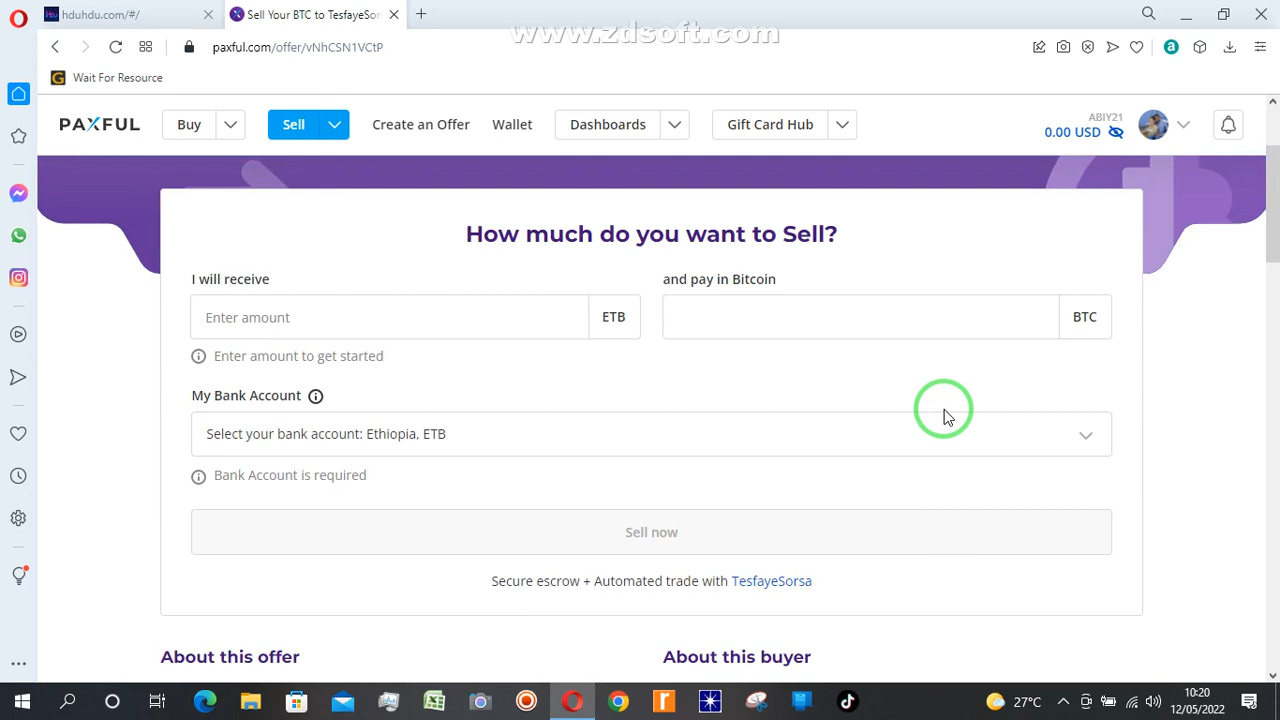 hduhdu.com/#/
Sell Your BTC to TesfayeSor
www.zdsoft.com
paxful.com/offer/vNhCSN1VCtP
Wait For Resource
PAXFUL
Buy
Sell
Create an Offer
Wallet
Dashboards
Gift Card Hub
ABIY21
0.00 USD
How much do you want to Sell?
I will receive
and pay in Bitcoin
Enter amount
ETB
BTC
Enter amount to get started
My Bank Account
Select your bank account: Ethiopia, ETB
Bank Account is required
Sell now
Secure escrow + Automated trade with TesfayeSorsa
About this offer
About this buyer
27°C
10:20
12/05/2022